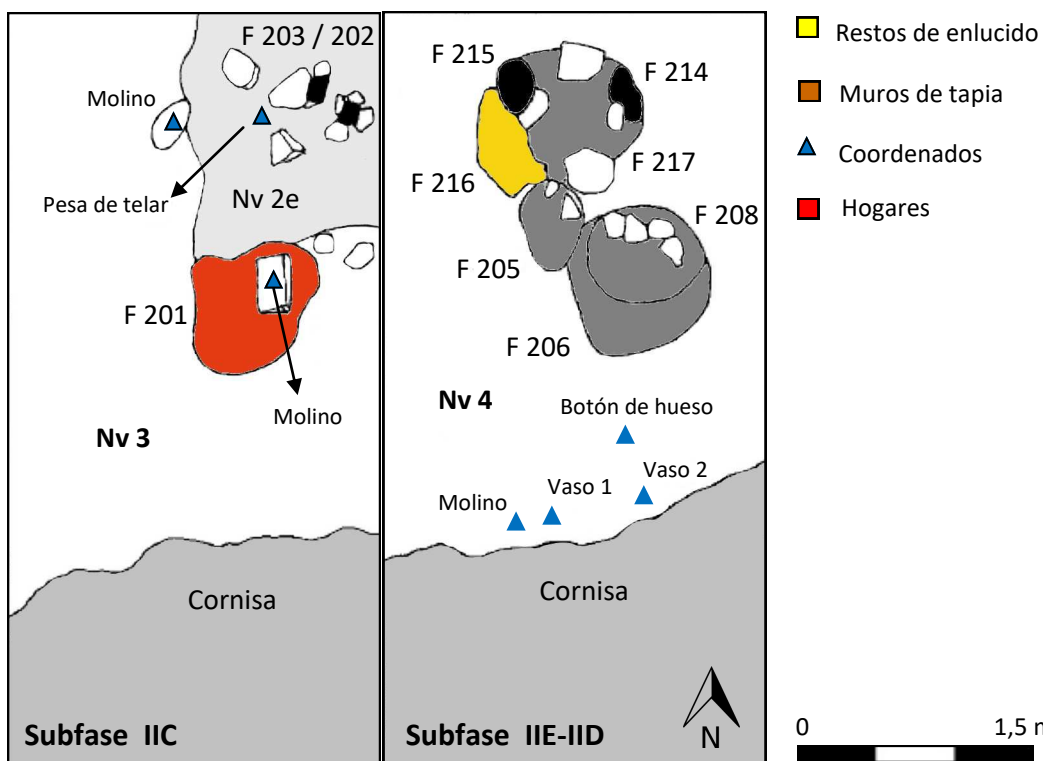 F 203 / 202
Molino
Pesa de telar
Nv 2e
F 201
Molino
Nv 3
Cornisa
Subfase IIC
F 215
F 214
F 216
F 217
F 208
F 205
F 206
Nv 4
Botón de hueso
Vaso 2
Vaso 1
Molino
Cornisa
Subfase IIE-IID
N
Restos de enlucido
Muros de tapia
Coordenados
Hogares
0 1,5 m